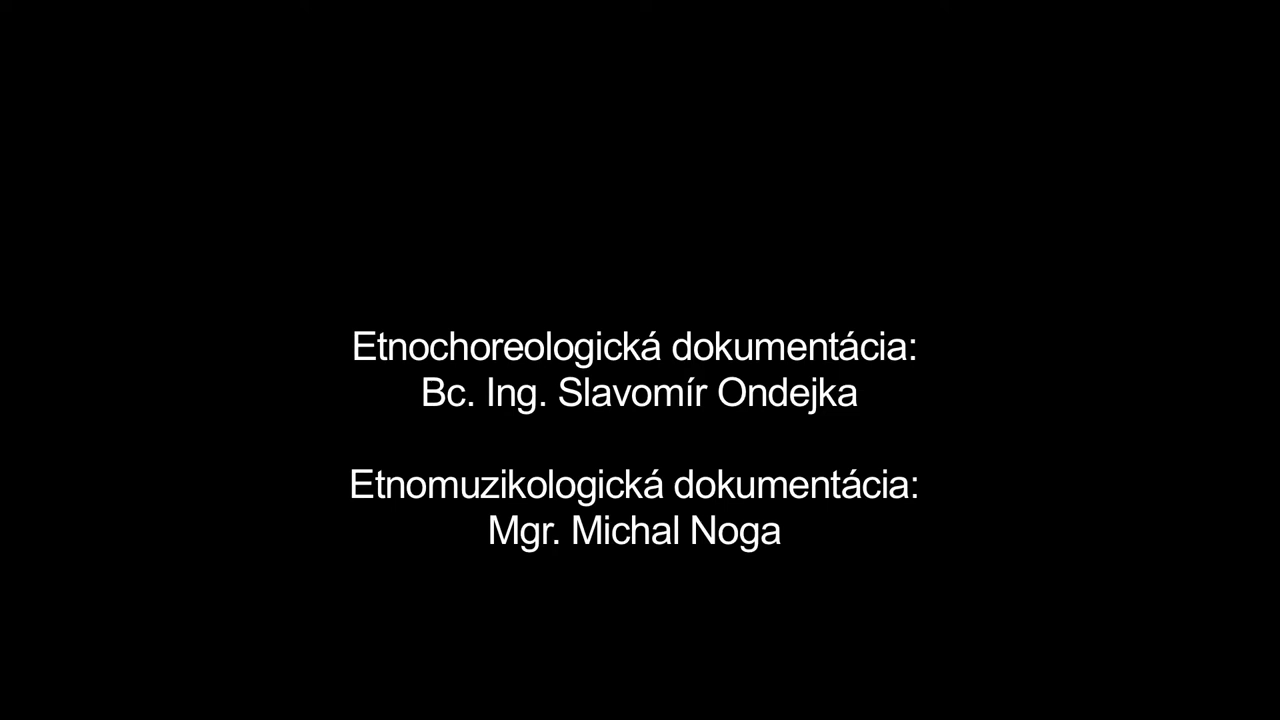 Etnochoreologická dokumentácia:
Bc. Ing. Slavomír Ondejka
Etnomuzikologická dokumentácia:
Mgr. Michal Noga